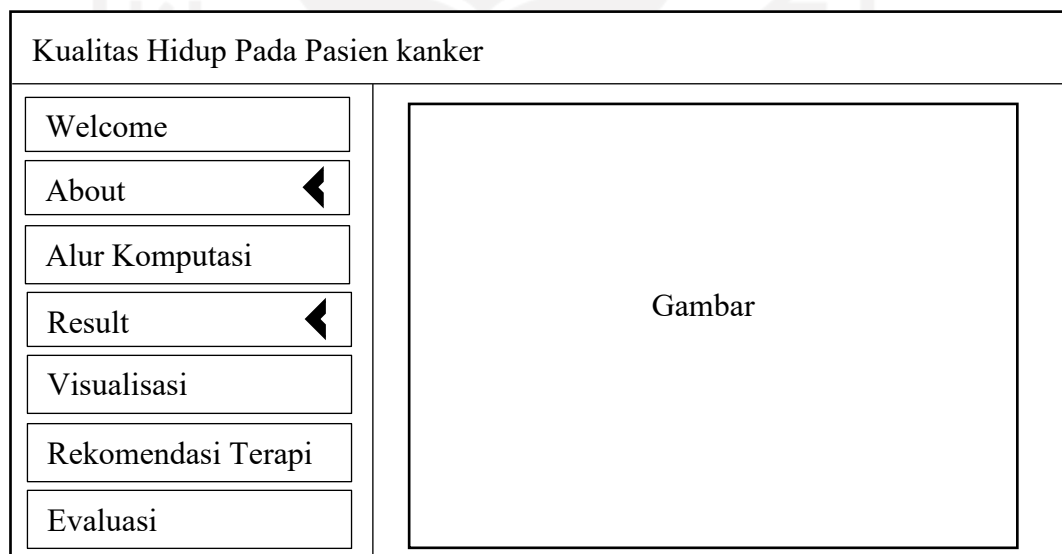 Kualitas Hidup Pada Pasien kanker
Welcome
About
Alur Komputasi
Result
Visualisasi
Rekomendasi Terapi
Evaluasi
Gambar